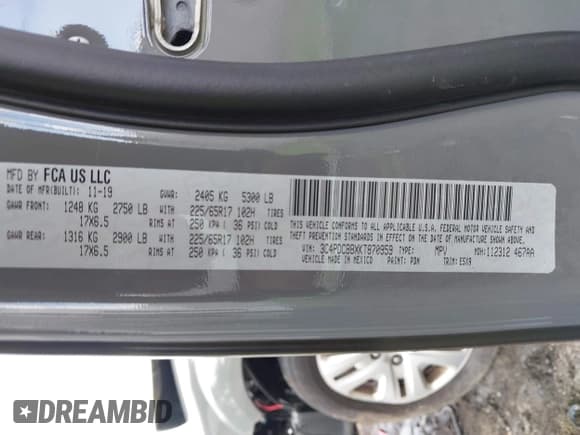 MFD BY FCA US LLC
DATE OF MFR(BUILT): 11-19 GVWR: 2405 KG 5300 LB
GAWR FRONT: 1248 KG 2750 LB WITH 225/65R17 102H TIRES
17X6.5 RIMS AT 250 KPA ( 36 PSI) COLD
GAWR REAR: 1316 KG 2900 LB WITH 225/65R17 102H TIRES
17X6.5 RIMS AT 250 KPA ( 36 PSI) COLD
THIS VEHICLE CONFORMS TO ALL APPLICABLE U.S.A. FEDERAL MOTOR VEHICLE SAFETY AND
THEFT PREVENTION STANDARDS IN EFFECT ON THE DATE OF MANUFACTURE SHOWN ABOVE.
VIN: 3C4PDCBBXKT870959 TYPE: MPV MDH:112312 467AA
VEHICLE MADE IN MEXICO PAINT: PDN TRIM: E5X9
DREAMBID